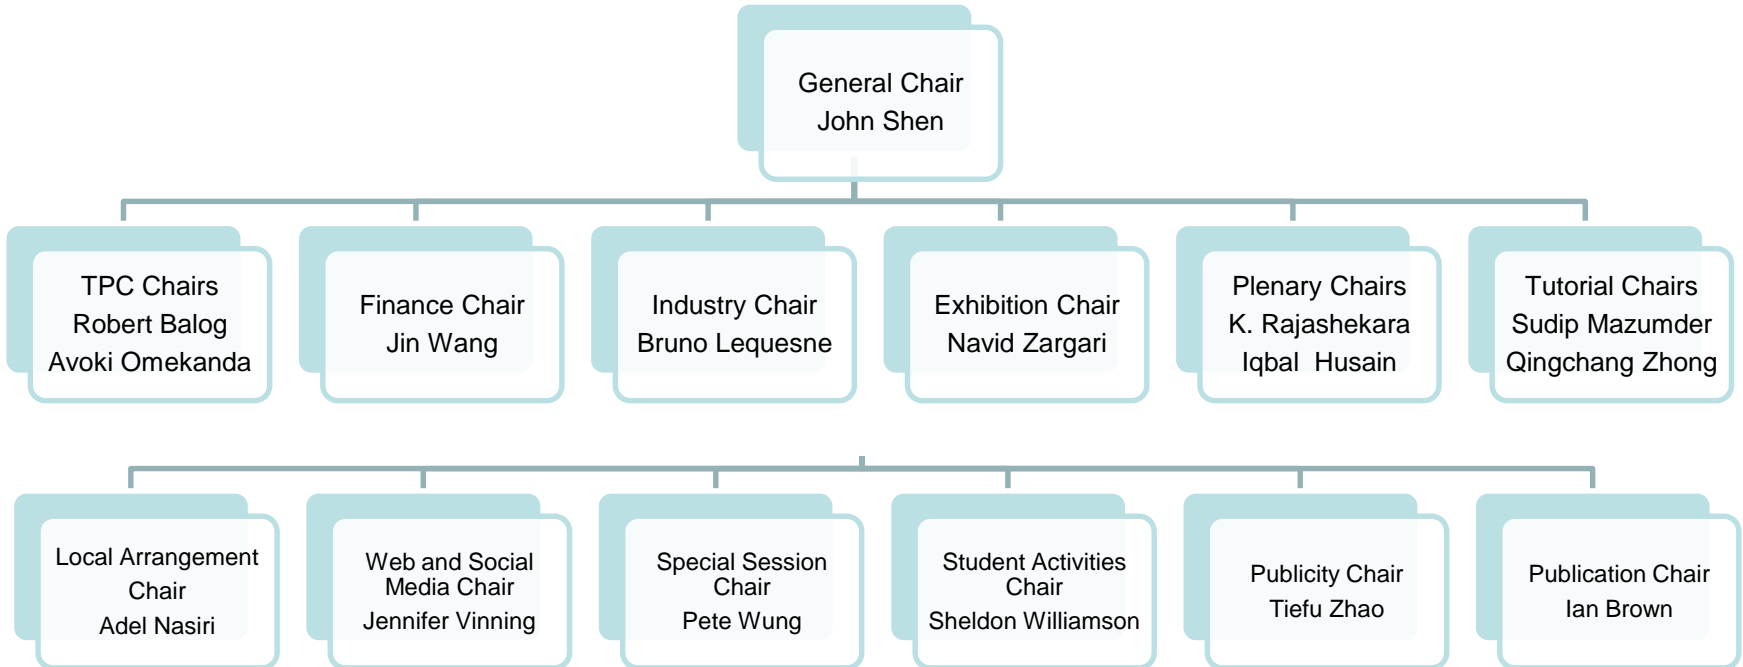 General Chair
John Shen
TPC Chairs
Robert Balog
Avoki Omekanda
Finance Chair
Jin Wang
Industry Chair
Bruno Lequesne
Exhibition Chair
Navid Zargari
Plenary Chairs
K. Rajashekara
Iqbal Husain
Tutorial Chairs
Sudip Mazumder
Qingchang Zhong
Local Arrangement
Chair
Adel Nasiri
Web and Social
Media Chair
Jennifer Vinning
Special Session
Chair
Pete Wung
Student Activities
Chair
Sheldon Williamson
Publicity Chair
Tiefu Zhao
Publication Chair
Ian Brown